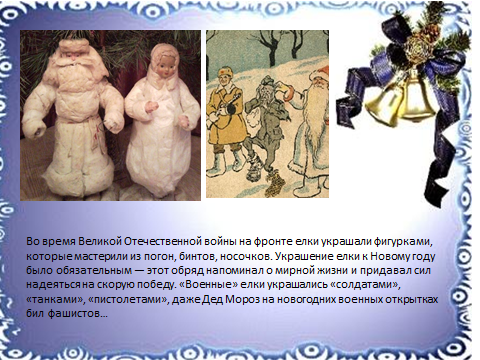 Во время Великой Отечественной войны на фронте елки украшали фигурками,
которые мастерили из погон, бинтов, носочков. Украшение елки к Новому году
было обязательным — этот обряд напоминал о мирной жизни и придавал сил
надеяться на скорую победу. «Военные» елки украшались «солдатами»,
«танками», «пистолетами», даже Дед Мороз на новогодних военных открытках
бил фашистов…